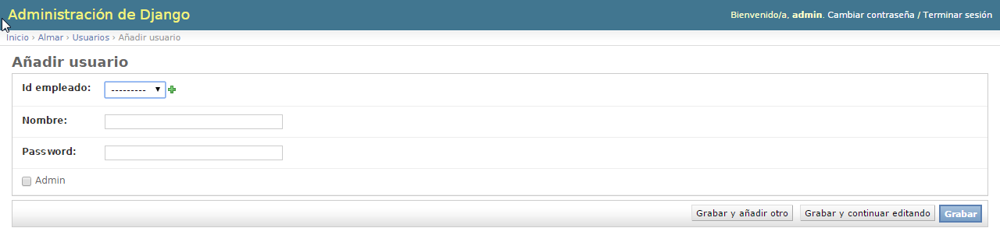 Administración de Django
Bienvenido/a, admin. Cambiar contraseña / Terminar sesión
Inicio › Almar › Usuarios › Añadir usuario
Añadir usuario
Id empleado: ---------
Nombre:
Password:
Admin
Grabar y añadir otro Grabar y continuar editando Grabar